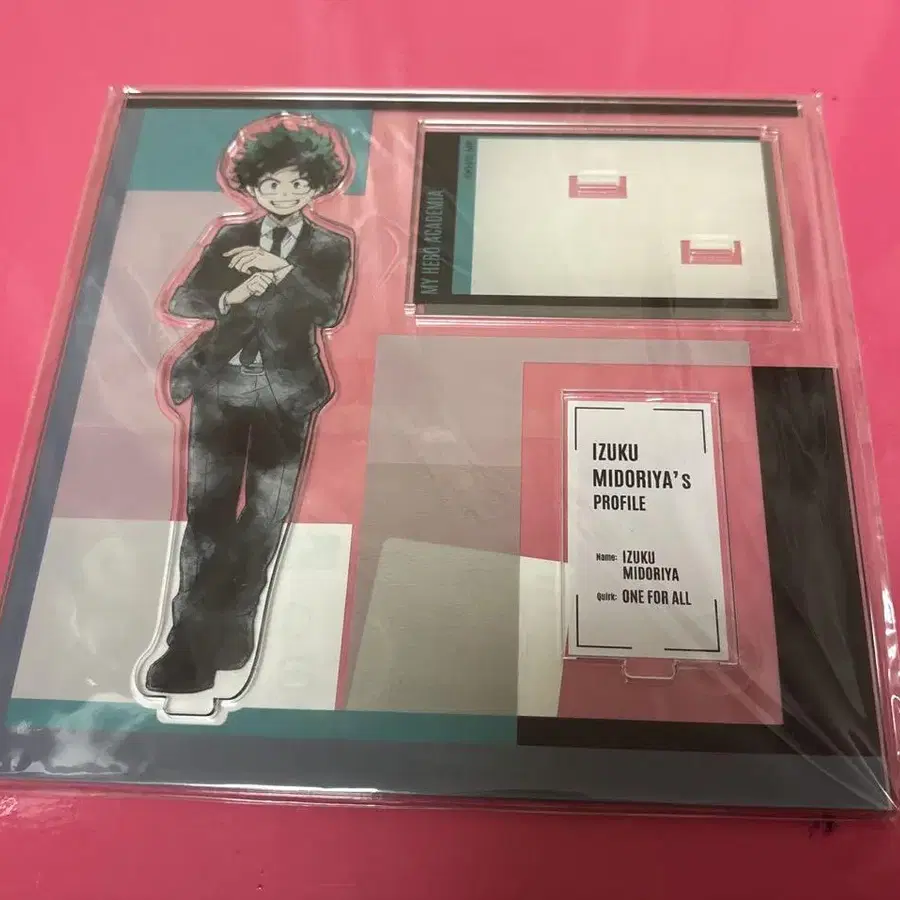 MY HERO ACADEMIA
IZUKU
MIDORIYA's
PROFILE
Name: IZUKU
MIDORIYA
Quirk: ONE FOR ALL